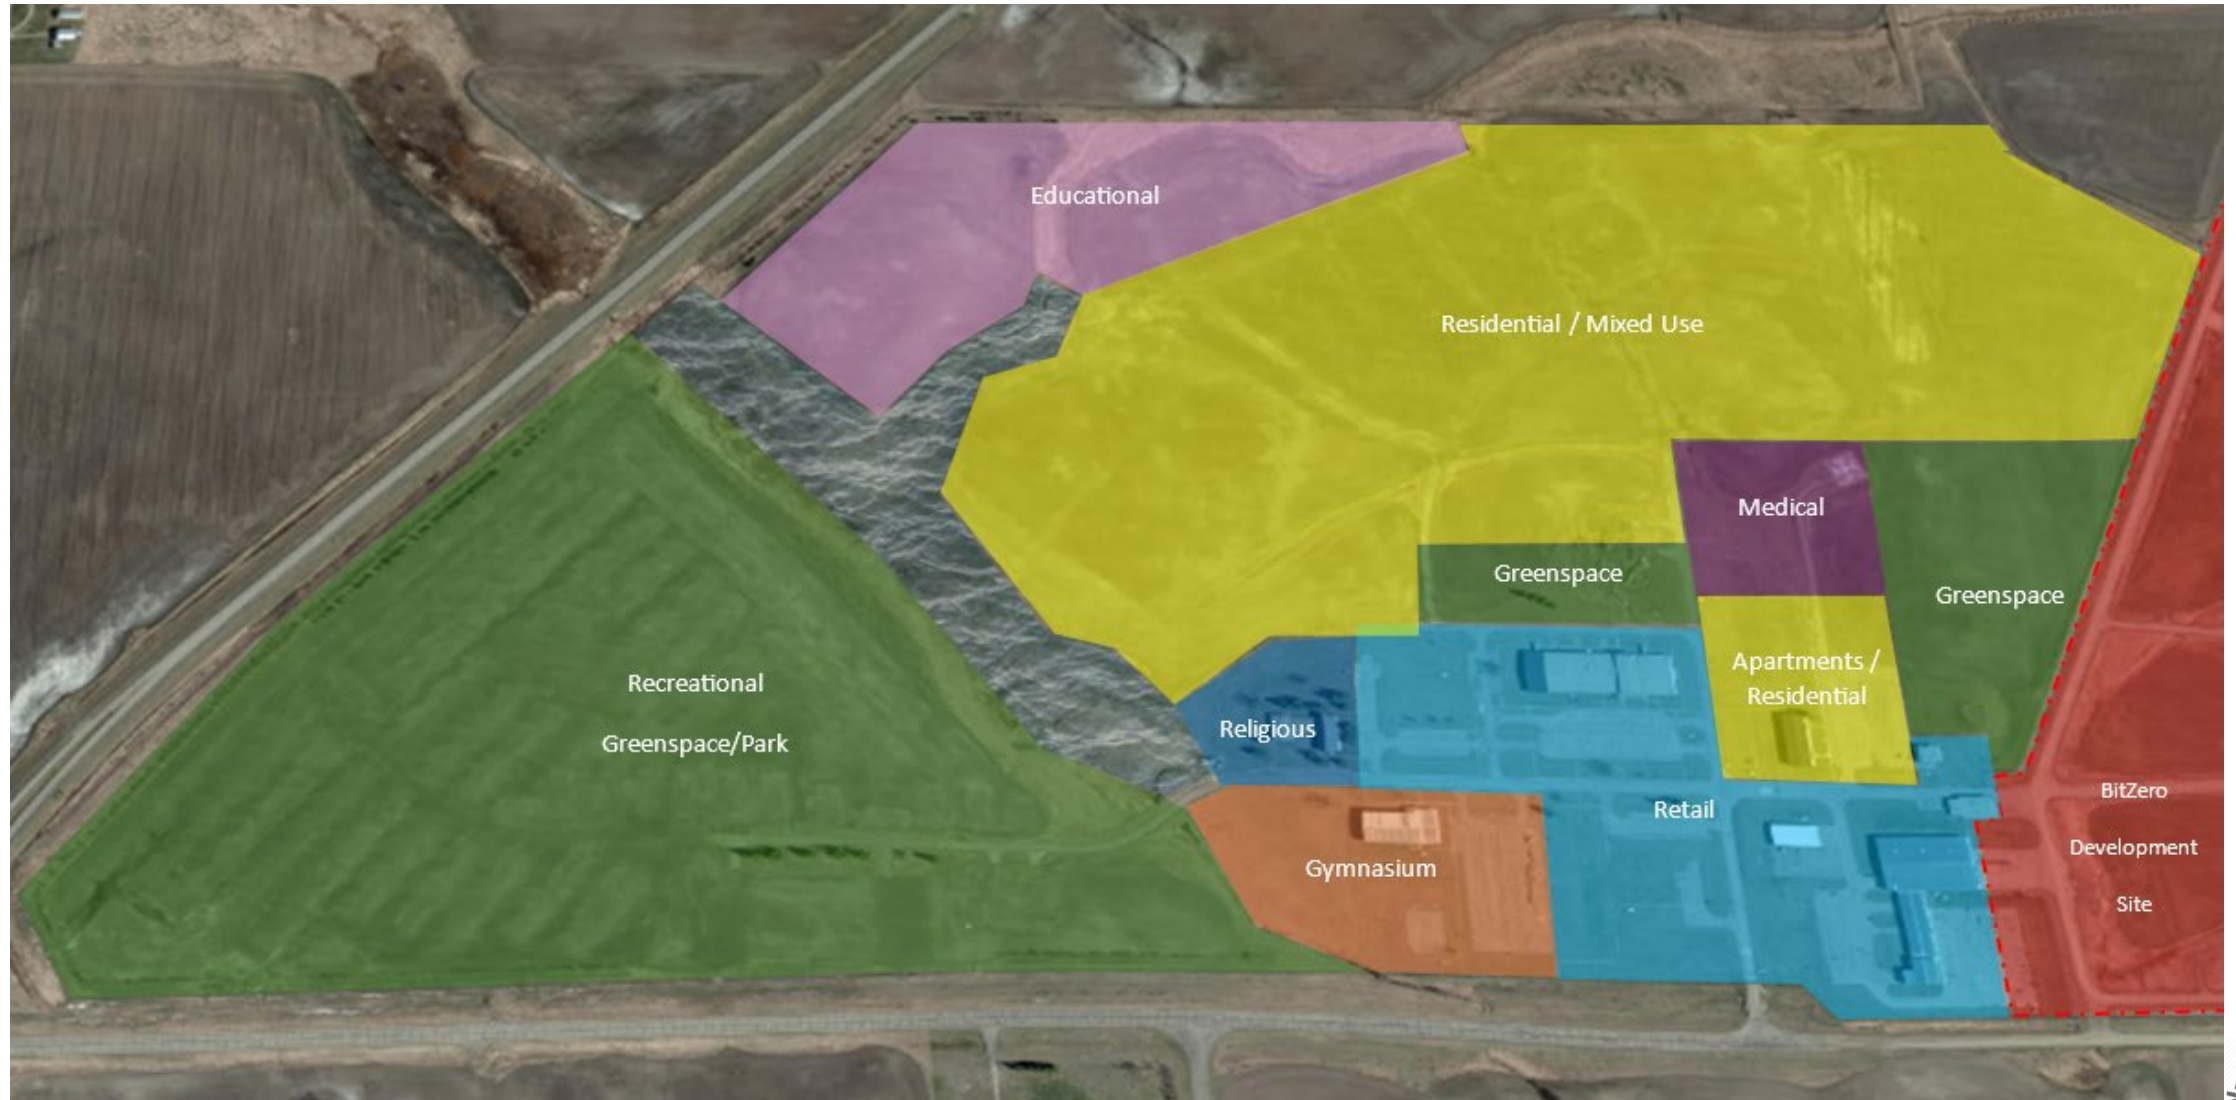 Educational
Residential / Mixed Use
Medical
Greenspace
Greenspace
Apartments /
Residential
Recreational
Greenspace/Park
Religious
Retail
Gymnasium
BitZero
Development
Site